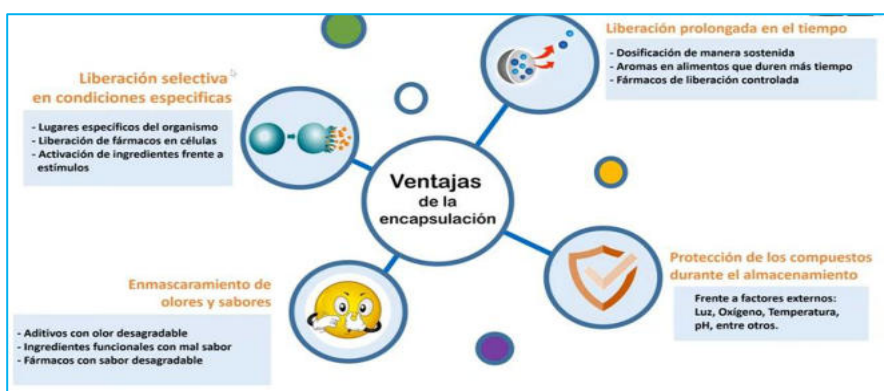 Liberación prolongada en el tiempo
- Dosificación de manera sostenida
- Aromas en alimentos que duren más tiempo
- Fármacos de liberación controlada
Liberación selectiva
en condiciones especificas
- Lugares específicos del organismo
- Liberación de fármacos en células
- Activación de ingredientes frente a
estímulos
Ventajas
de la
encapsulación
Protección de los compuestos
durante el almacenamiento
Frente a factores externos:
Luz, Oxígeno, Temperatura,
pH, entre otros.
Enmascaramiento de
olores y sabores
- Aditivos con olor desagradable
- Ingredientes funcionales con mal sabor
- Fármacos con sabor desagradable